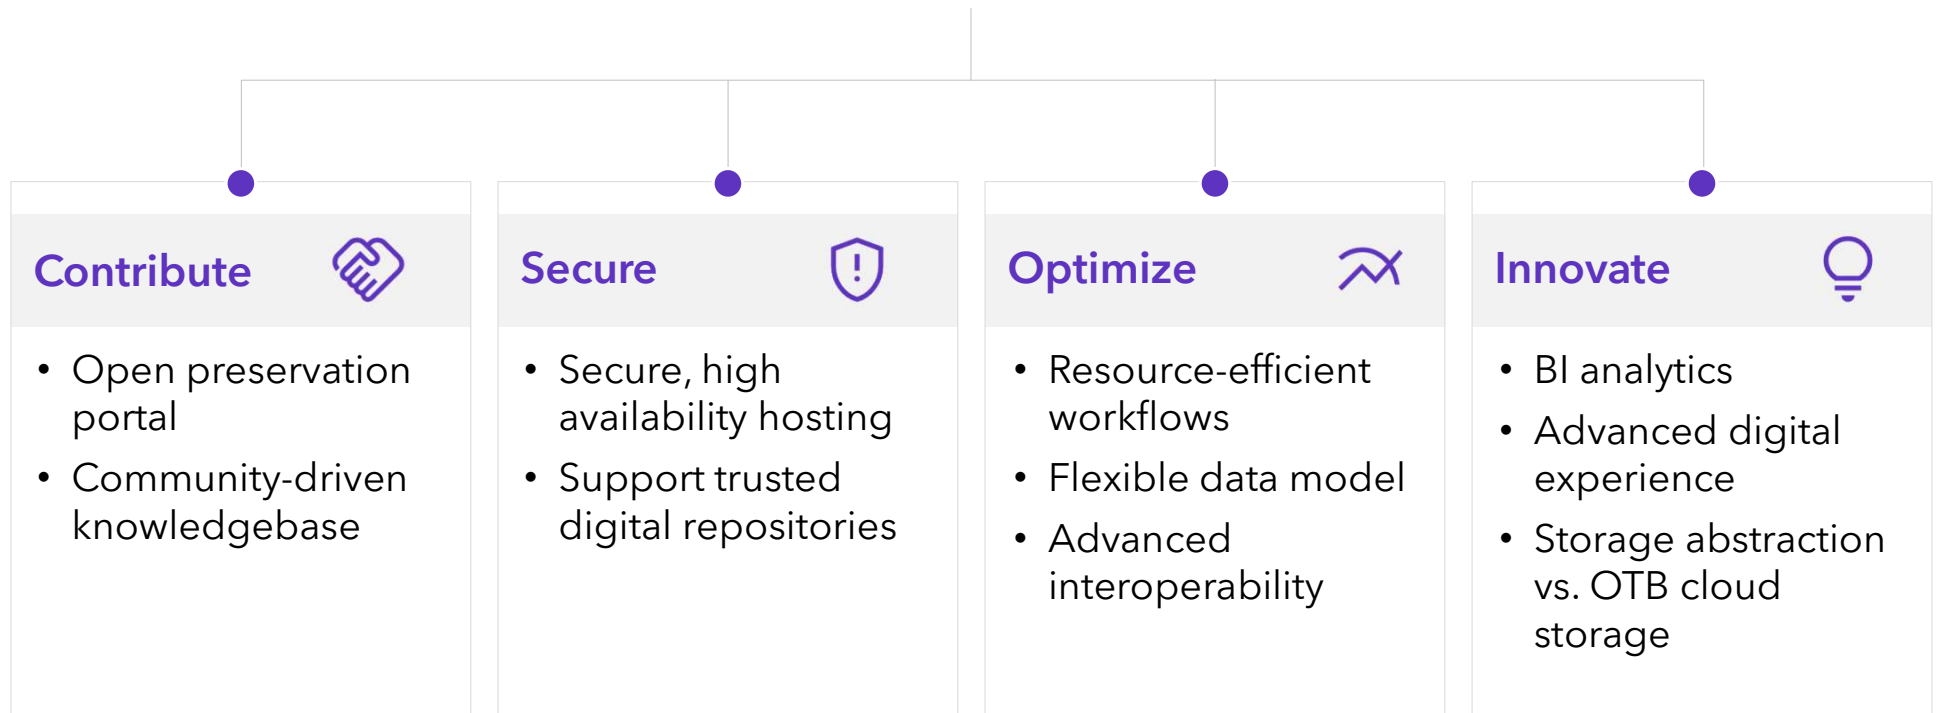 Contribute
• Open preservation
portal
• Community-driven
knowledgebase
Secure
• Secure, high
availability hosting
• Support trusted
digital repositories
Optimize
• Resource-efficient
workflows
• Flexible data model
• Advanced
interoperability
Innovate
• BI analytics
• Advanced digital
experience
• Storage abstraction
vs. OTB cloud
storage